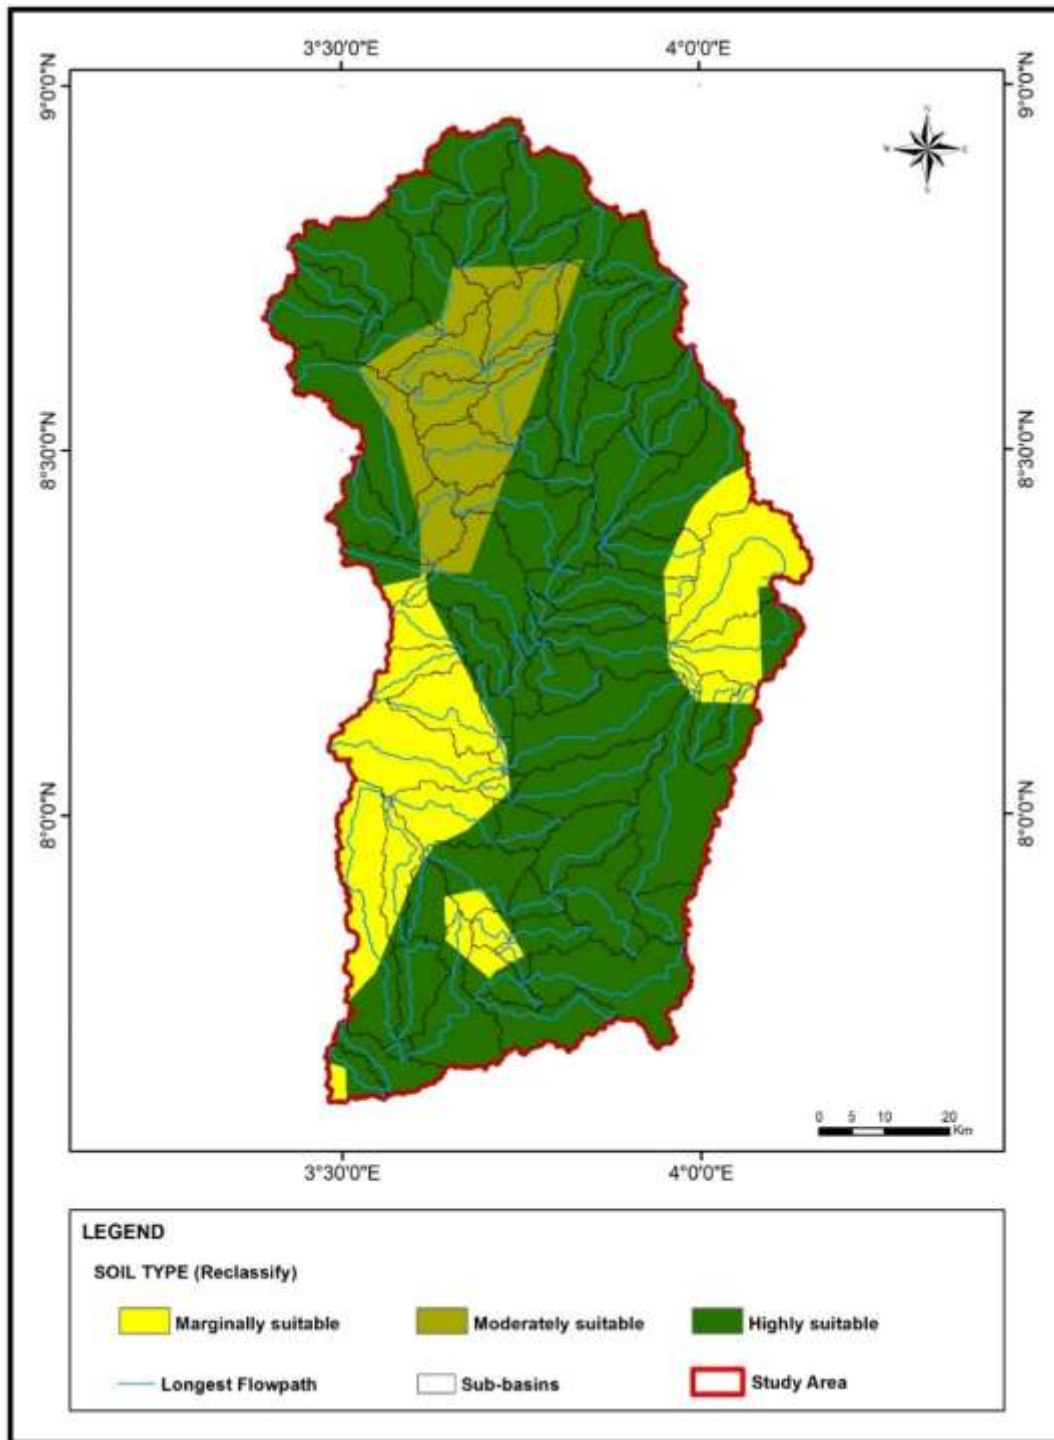 3°30'0"E 4°0'0"E
9°0'0"N 9°0'0"N
N
W E
S
8°30'0"N 8°30'0"N
8°0'0"N 8°0'0"N
0 5 10 20
Km
3°30'0"E 4°0'0"E
LEGEND
SOIL TYPE (Reclassify)
Marginally suitable Moderately suitable Highly suitable
Longest Flowpath Sub-basins Study Area